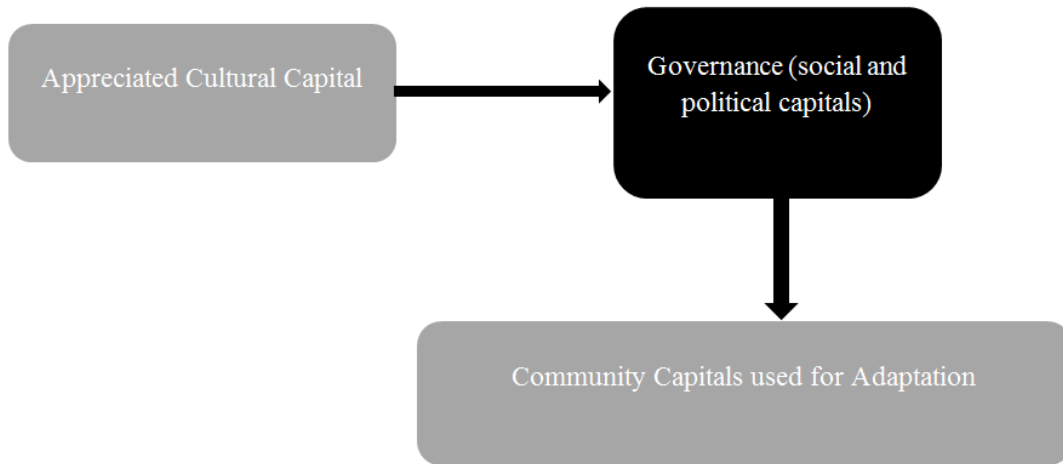 Appreciated Cultural Capital
Governance (social and
political capitals)
Community Capitals used for Adaptation